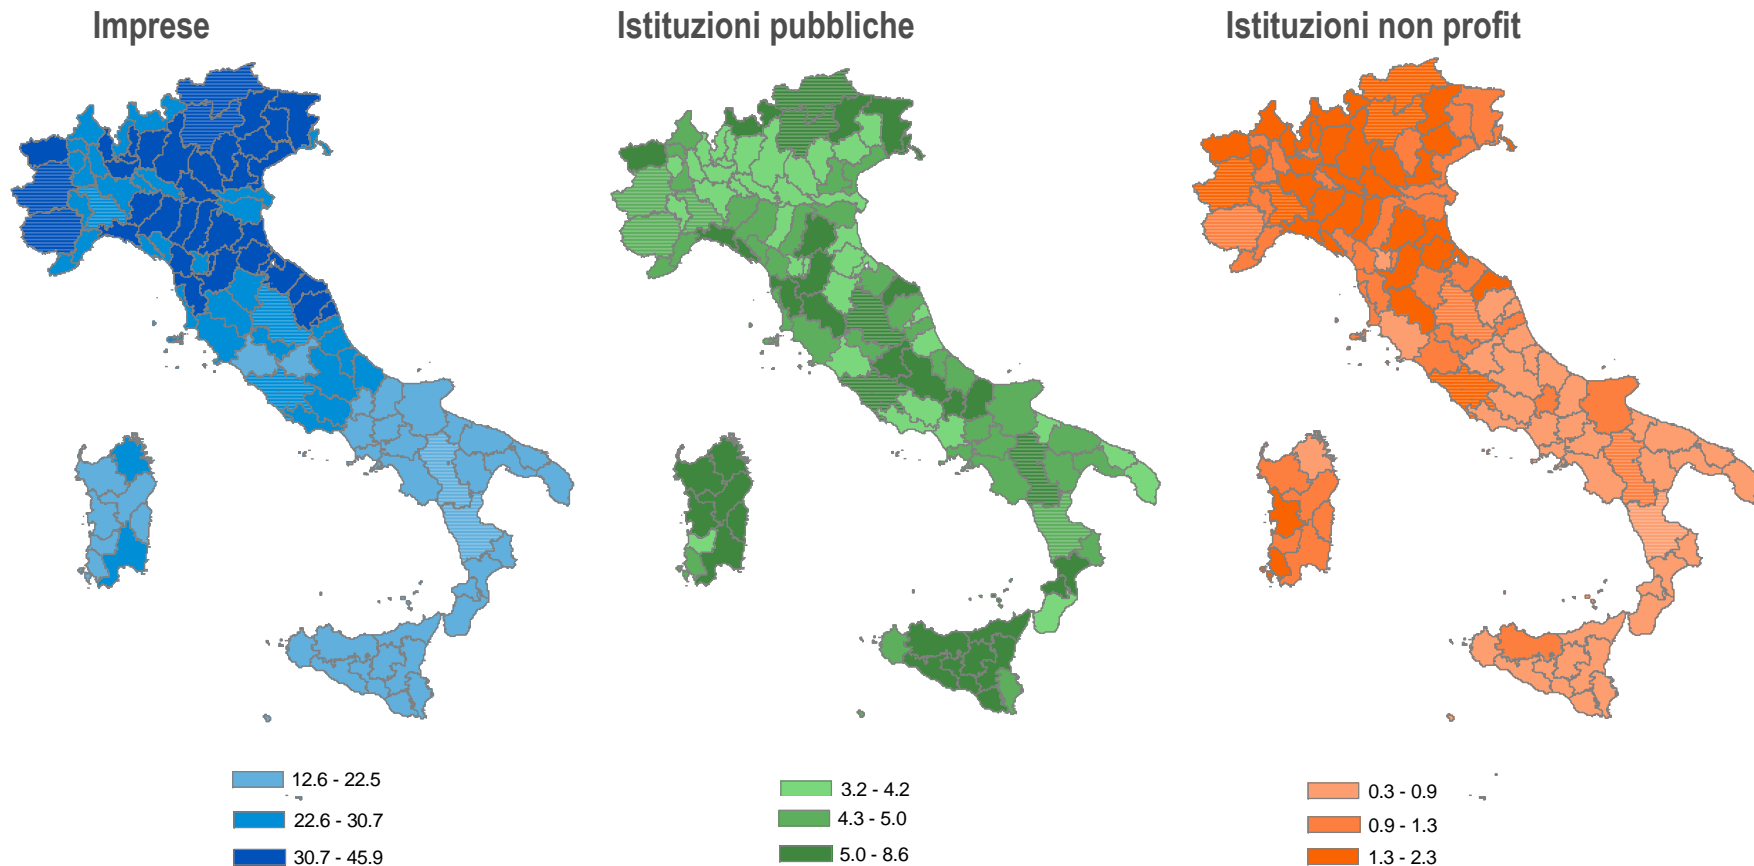 Imprese
Istituzioni pubbliche
Istituzioni non profit
12.6 - 22.5
22.6 - 30.7
30.7 - 45.9
3.2 - 4.2
4.3 - 5.0
5.0 - 8.6
0.3 - 0.9
0.9 - 1.3
1.3 - 2.3